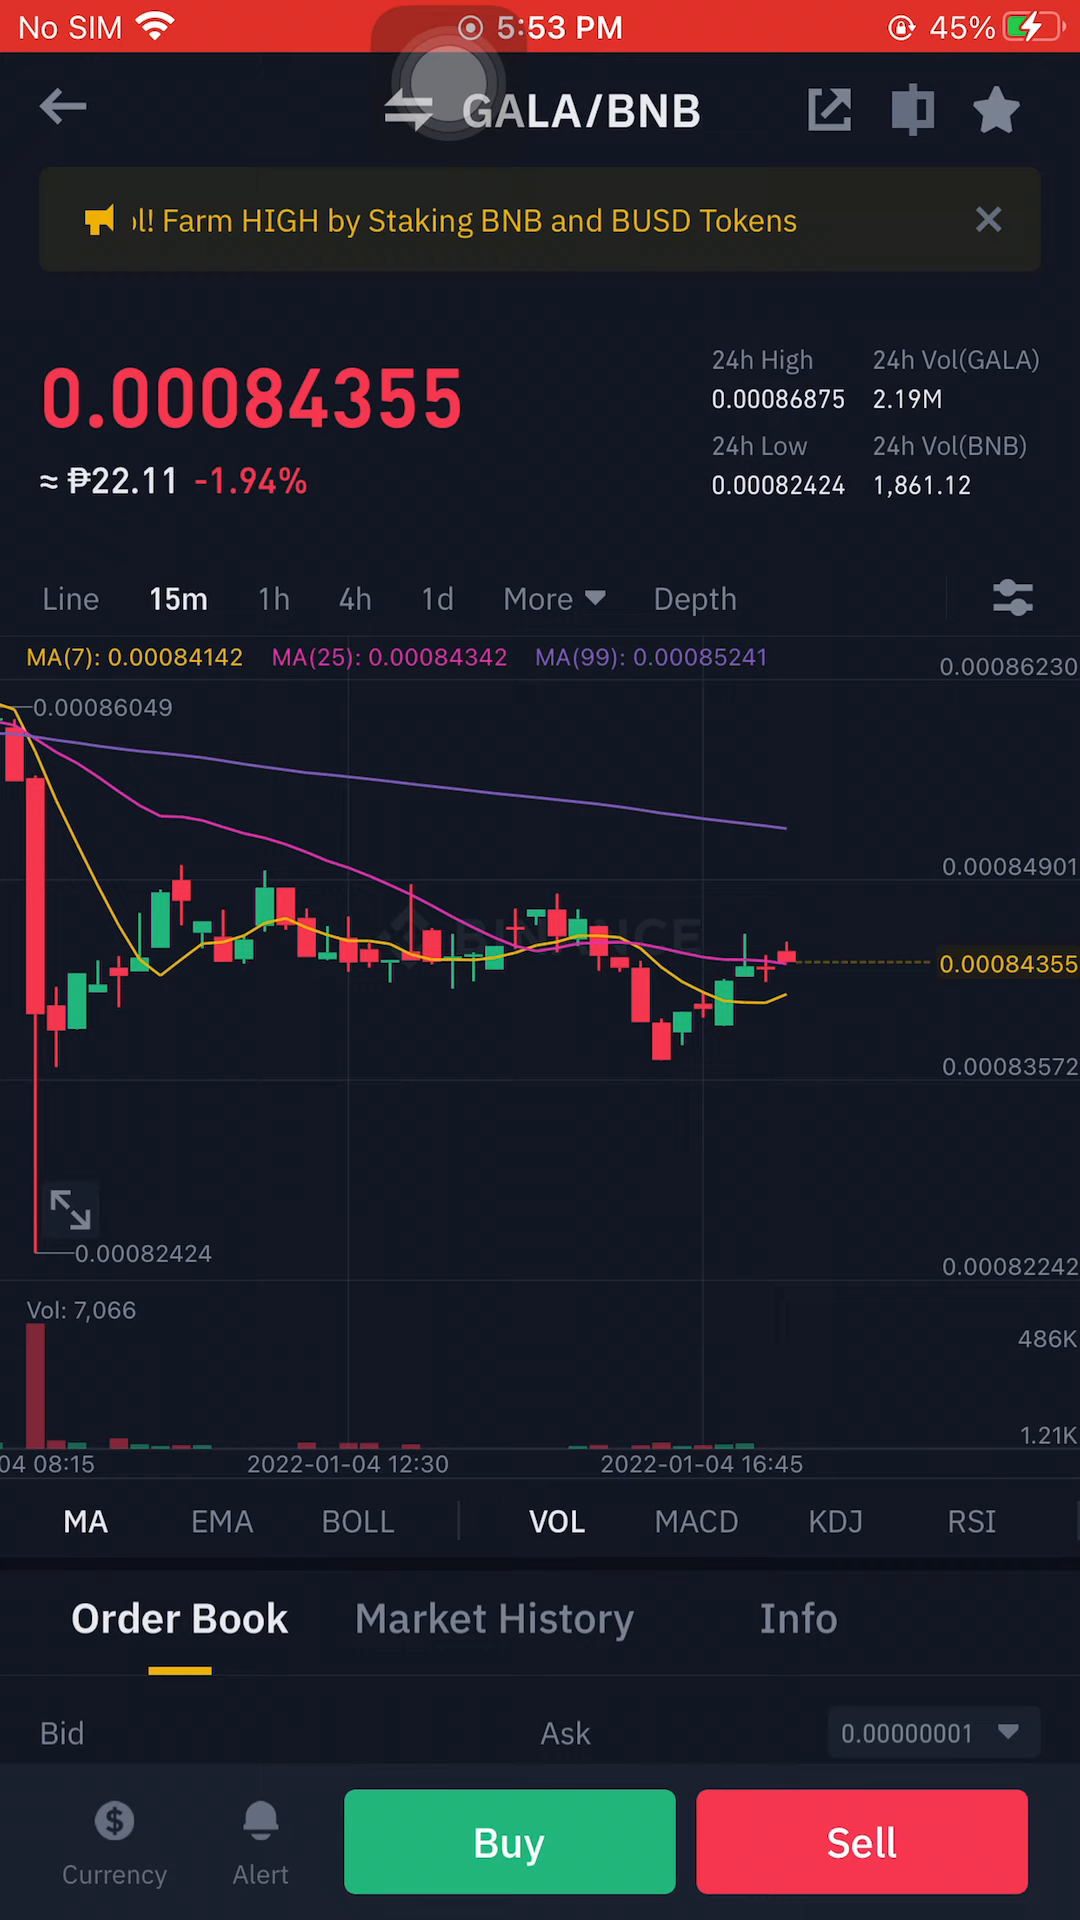 No SIM 5:53 PM 45%
GALA/BNB
ol! Farm HIGH by Staking BNB and BUSD Tokens
0.00084355
≈ ₱22.11 -1.94%
24h High 24h Vol(GALA)
0.00086875 2.19M
24h Low 24h Vol(BNB)
0.00082424 1,861.12
Line 15m 1h 4h 1d More Depth
MA(7): 0.00084142 MA(25): 0.00084342 MA(99): 0.00085241
0.00086230
0.00086049
0.00084901
BINANCE
0.00084355
0.00083572
0.00082424
0.00082242
Vol: 7,066
486K
1.21K
04 08:15 2022-01-04 12:30 2022-01-04 16:45
MA EMA BOLL VOL MACD KDJ RSI
Order Book Market History Info
Bid Ask 0.00000001
Currency Alert Buy Sell